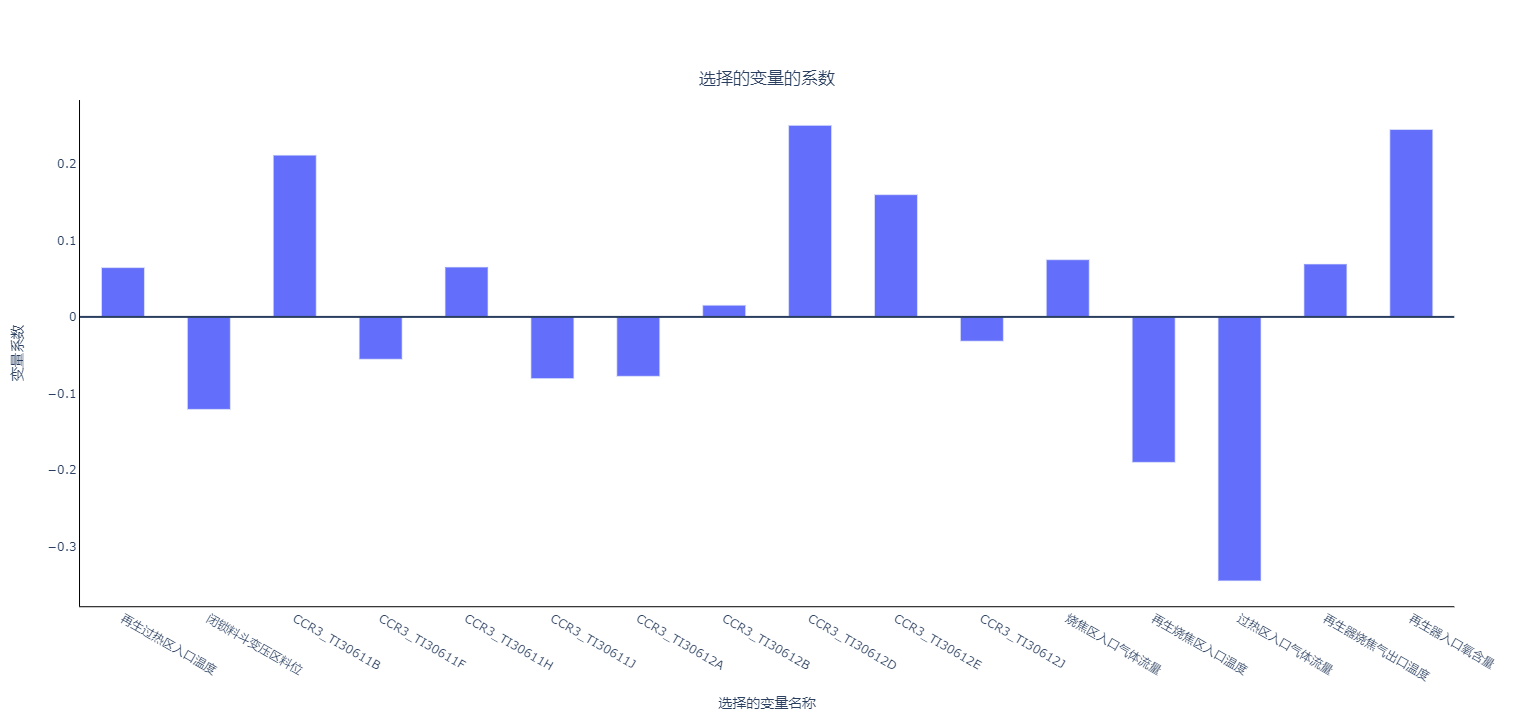 选择的变量的系数
0.2
0.1
0
−0.1
−0.2
−0.3
变量系数
再生过热区入口温度
闭锁料斗变压区料位
CCR3_TI30611B
CCR3_TI30611F
CCR3_TI30611H
CCR3_TI30611J
CCR3_TI30612A
CCR3_TI30612B
CCR3_TI30612D
CCR3_TI30612E
CCR3_TI30612J
烧焦区入口气体流量
再生烧焦区入口温度
过热区入口气体流量
再生器烧焦气出口温度
再生器入口氧含量
选择的变量名称